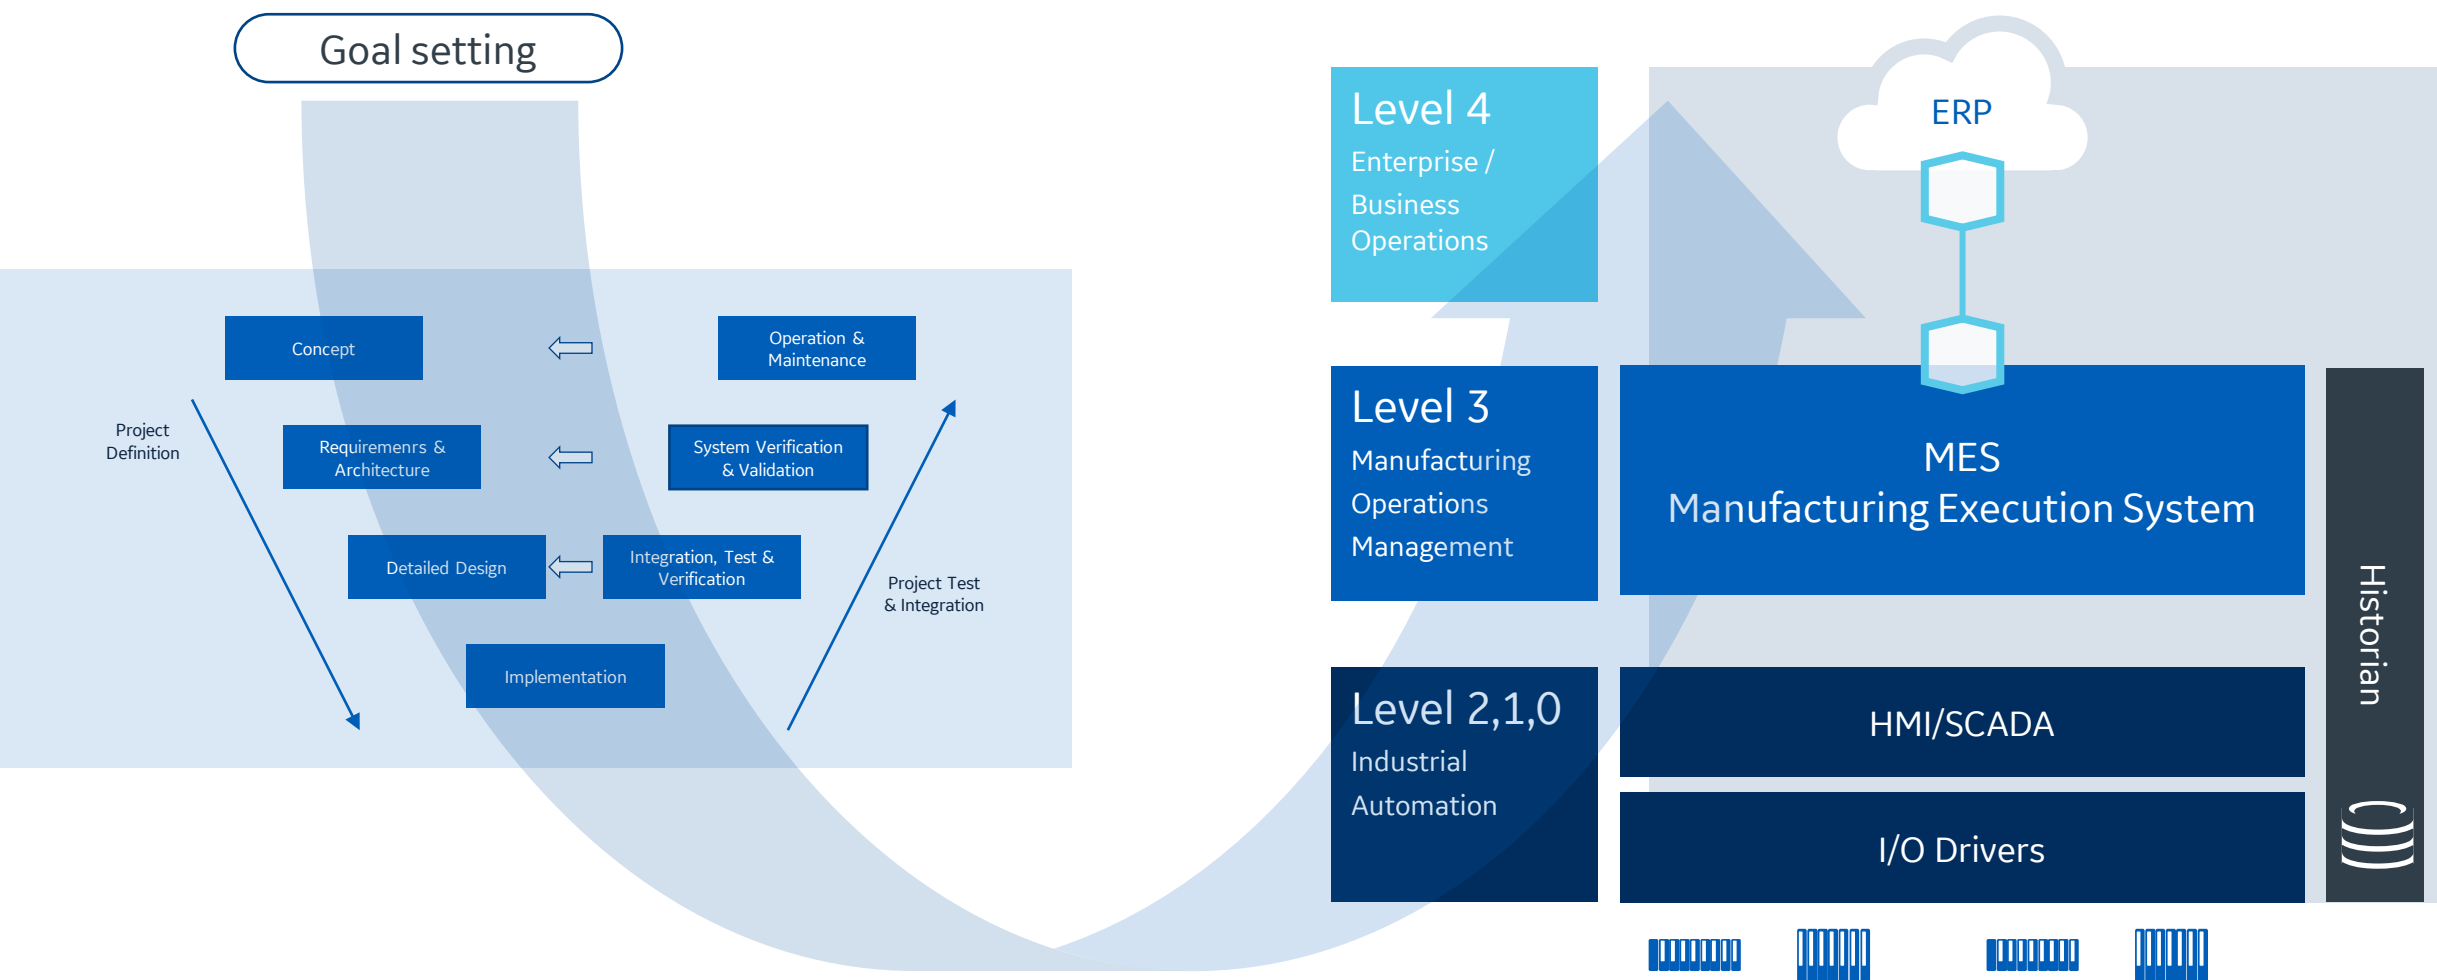 Goal setting
Concept
Operation &
Maintenance
Project
Definition
Requiremenrs &
Architecture
System Verification
& Validation
Detailed Design
Integration, Test &
Verification
Project Test
& Integration
Implementation
Level 4
Enterprise /
Business
Operations
ERP
Level 3
Manufacturing
Operations
Management
MES
Manufacturing Execution System
Historian
Level 2,1,0
Industrial
Automation
HMI/SCADA
I/O Drivers